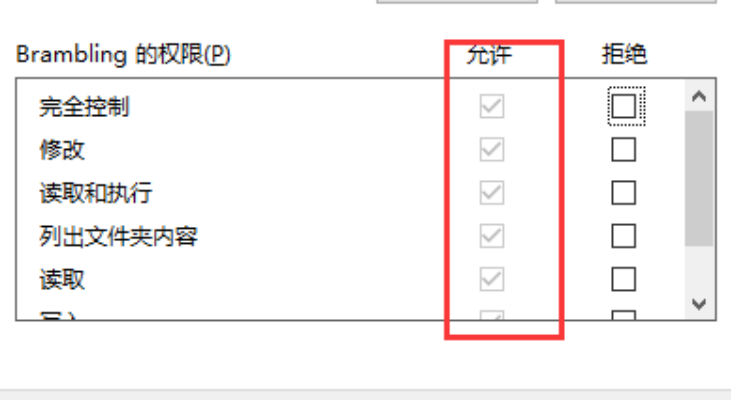 Brambling 的权限(P) 允许 拒绝
完全控制
修改
读取和执行
列出文件夹内容
读取